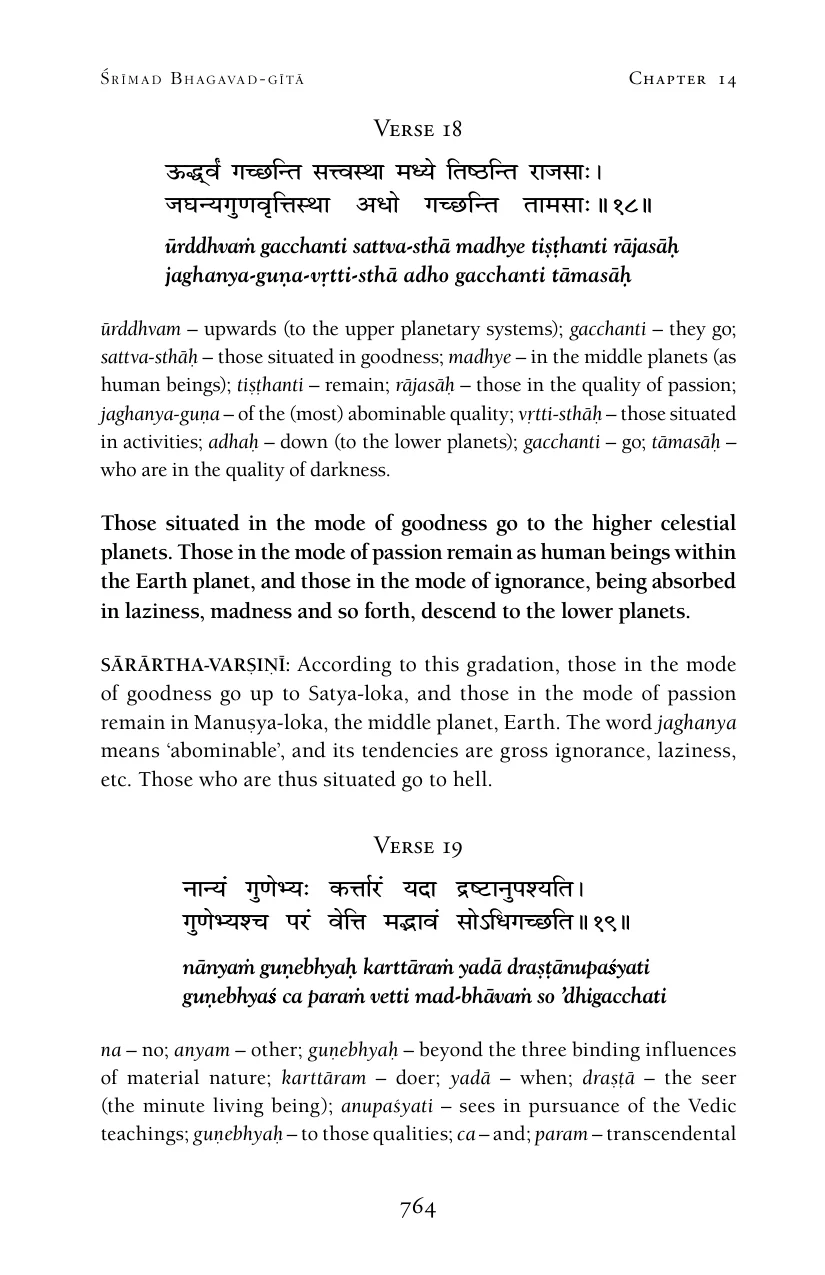 Śrīmad Bhagavad-gītā Chapter 14
Verse 18
ऊर्द्ध्वं गच्छन्ति सत्त्वस्था मध्ये तिष्ठन्ति राजसाः।
जघन्यगुणवृत्तिस्था अधो गच्छन्ति तामसाः॥१८॥
ūrddhvaṁ gacchanti sattva-sthā madhye tiṣṭhanti rājasāḥ
jaghanya-guṇa-vṛtti-sthā adho gacchanti tāmasāḥ
ūrddhvam – upwards (to the upper planetary systems); gacchanti – they go;
sattva-sthāḥ – those situated in goodness; madhye – in the middle planets (as
human beings); tiṣṭhanti – remain; rājasāḥ – those in the quality of passion;
jaghanya-guṇa – of the (most) abominable quality; vṛtti-sthāḥ – those situated
in activities; adhaḥ – down (to the lower planets); gacchanti – go; tāmasāḥ –
who are in the quality of darkness.
Those situated in the mode of goodness go to the higher celestial
planets. Those in the mode of passion remain as human beings within
the Earth planet, and those in the mode of ignorance, being absorbed
in laziness, madness and so forth, descend to the lower planets.
SĀRĀRTHA-VARṢIṆĪ: According to this gradation, those in the mode
of goodness go up to Satya-loka, and those in the mode of passion
remain in Manuṣya-loka, the middle planet, Earth. The word jaghanya
means ‘abominable’, and its tendencies are gross ignorance, laziness,
etc. Those who are thus situated go to hell.
Verse 19
नान्यं गुणेभ्यः कर्त्तारं यदा द्रष्टानुपश्यति।
गुणेभ्यश्च परं वेत्ति मद्भावं सोऽधिगच्छति॥१९॥
nānyaṁ guṇebhyaḥ karttāraṁ yadā draṣṭānupaśyati
guṇebhyaś ca paraṁ vetti mad-bhāvaṁ so ’dhigacchati
na – no; anyam – other; guṇebhyaḥ – beyond the three binding influences
of material nature; karttāram – doer; yadā – when; draṣṭā – the seer
(the minute living being); anupaśyati – sees in pursuance of the Vedic
teachings; guṇebhyaḥ – to those qualities; ca – and; param – transcendental
764